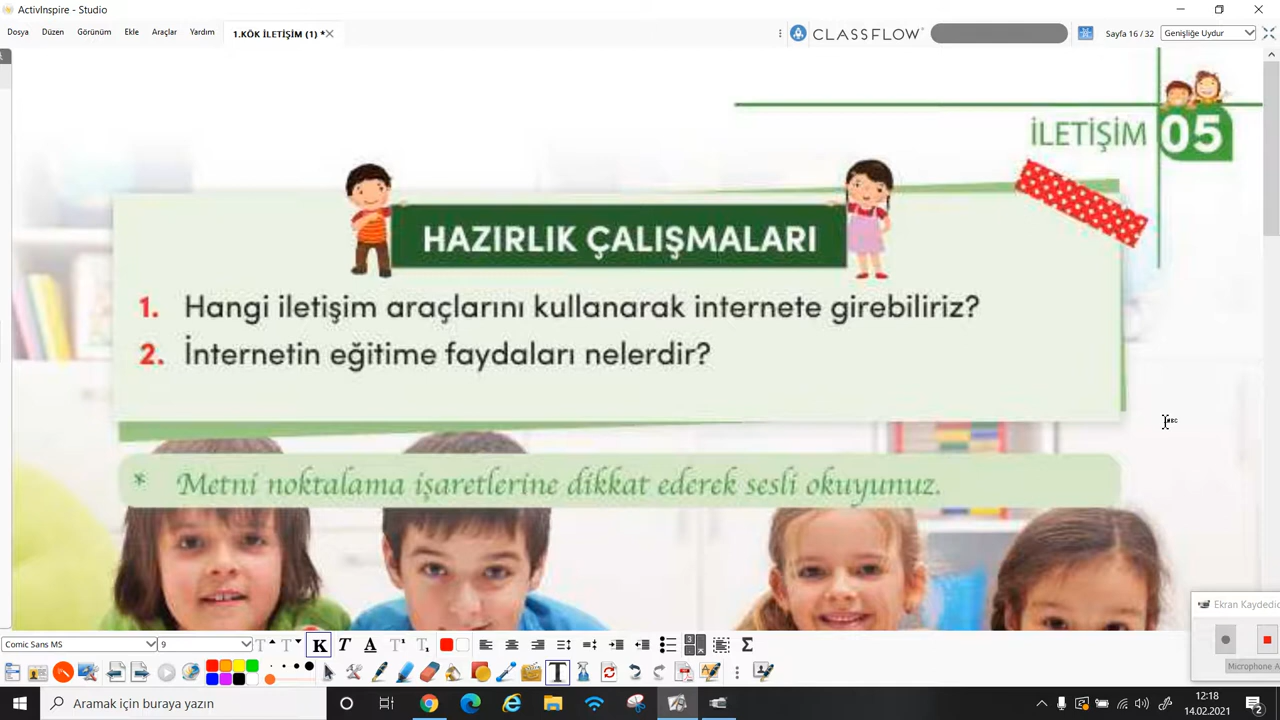 ActivInspire - Studio
Dosya Düzen Görünüm Ekle Araçlar Yardım
1.KÖK İLETİŞİM (1) *
CLASSFLOW
Sayfa 16 / 32
Genişliğe Uydur
İLETİŞİM 05
HAZIRLIK ÇALIŞMALARI
1. Hangi iletişim araçlarını kullanarak internete girebiliriz?
2. İnternetin eğitime faydaları nelerdir?
* Metni noktalama işaretlerine dikkat ederek sesli okuyunuz.
Ekran Kaydedic
Microphone A
Comic Sans MS 9
Aramak için buraya yazın
12:18
14.02.2021
2